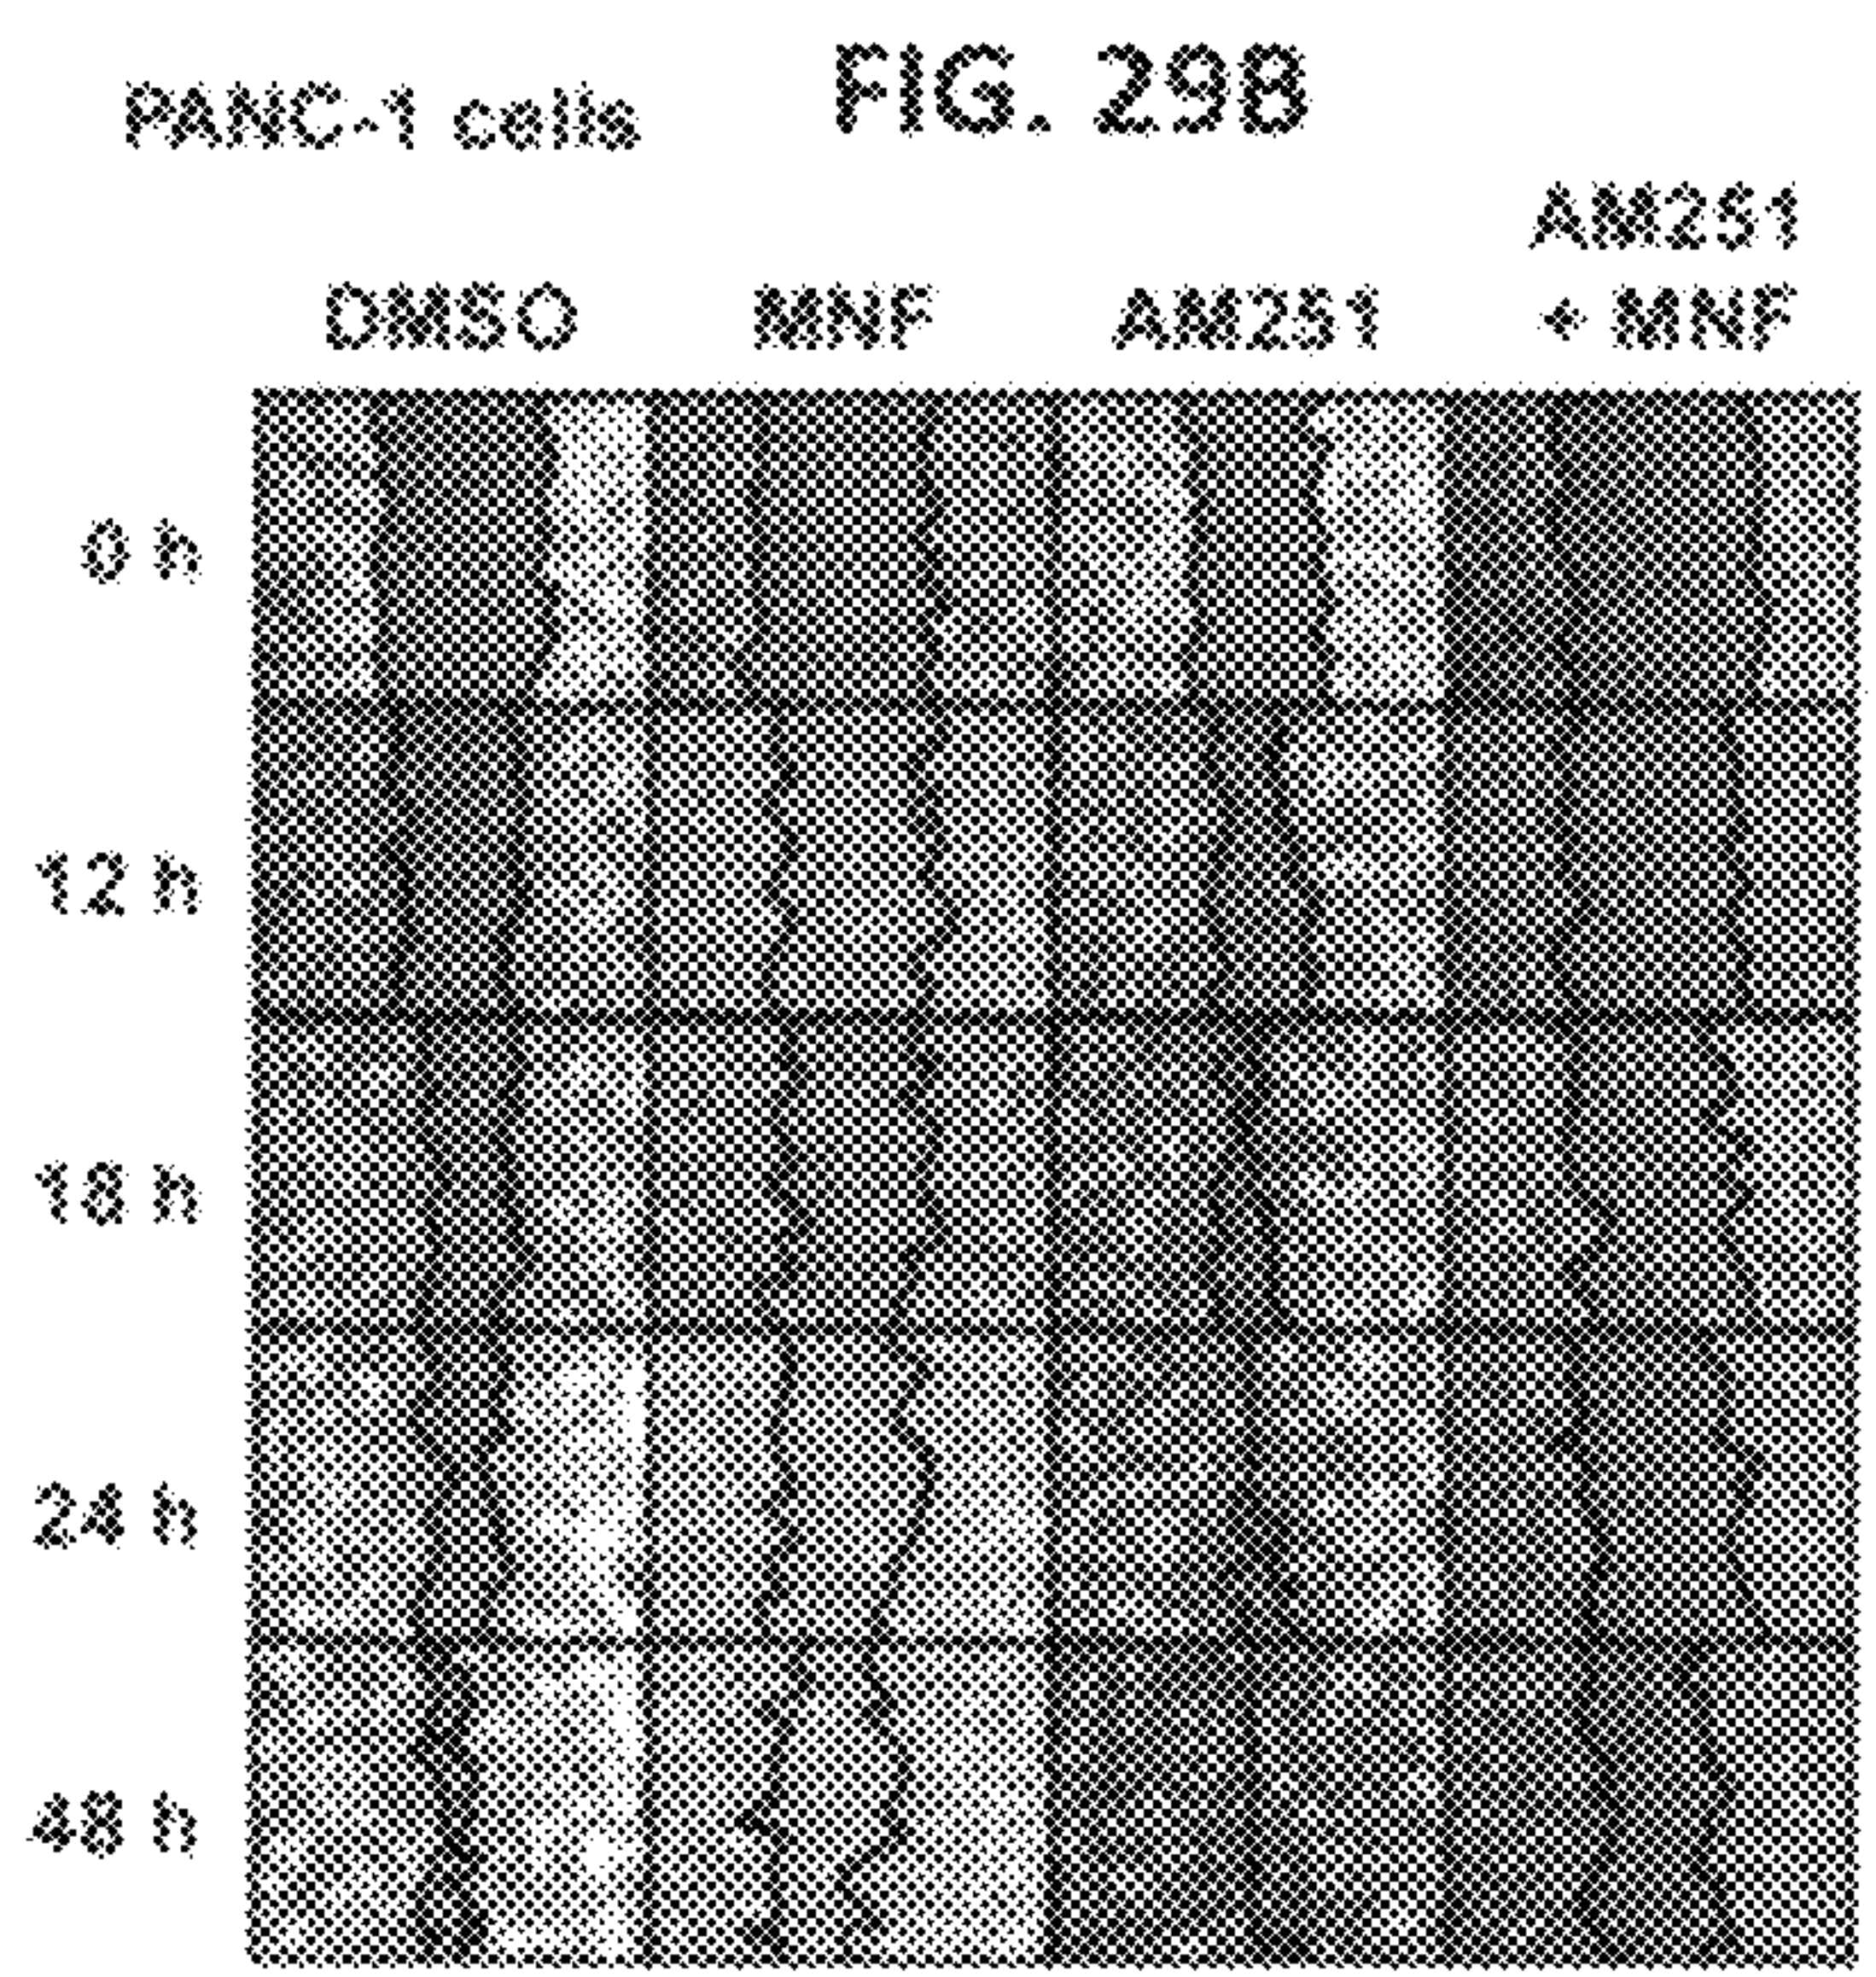 FIG. 29B
PANC-1 cells
DMSO
MNF
AM251
AM251
+ MNF
0 h
12 h
18 h
24 h
48 h